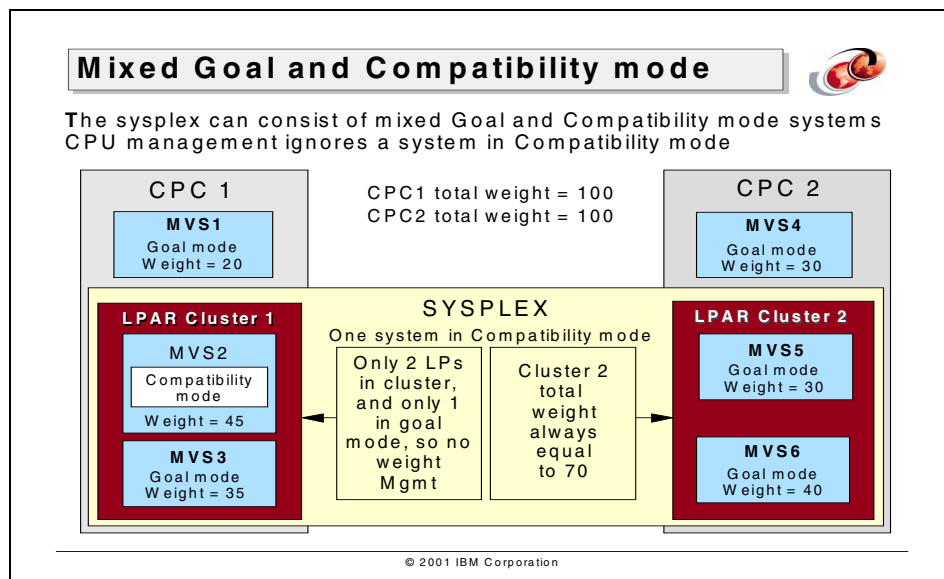 Mixed Goal and Compatibility mode
The sysplex can consist of mixed Goal and Compatibility mode systems
CPU management ignores a system in Compatibility mode
CPC 1
MVS1
Goal mode
Weight = 20
CPC1 total weight = 100
CPC2 total weight = 100
CPC 2
MVS4
Goal mode
Weight = 30
SYSPLEX
One system in Compatibility mode
LPAR Cluster 1
MVS2
Compatibility
mode
Weight = 45
MVS3
Goal mode
Weight = 35
Only 2 LPs
in cluster,
and only 1
in goal
mode, so no
weight
Mgmt
Cluster 2
total
weight
always
equal
to 70
LPAR Cluster 2
MVS5
Goal mode
Weight = 30
MVS6
Goal mode
Weight = 40
© 2001 IBM Corporation